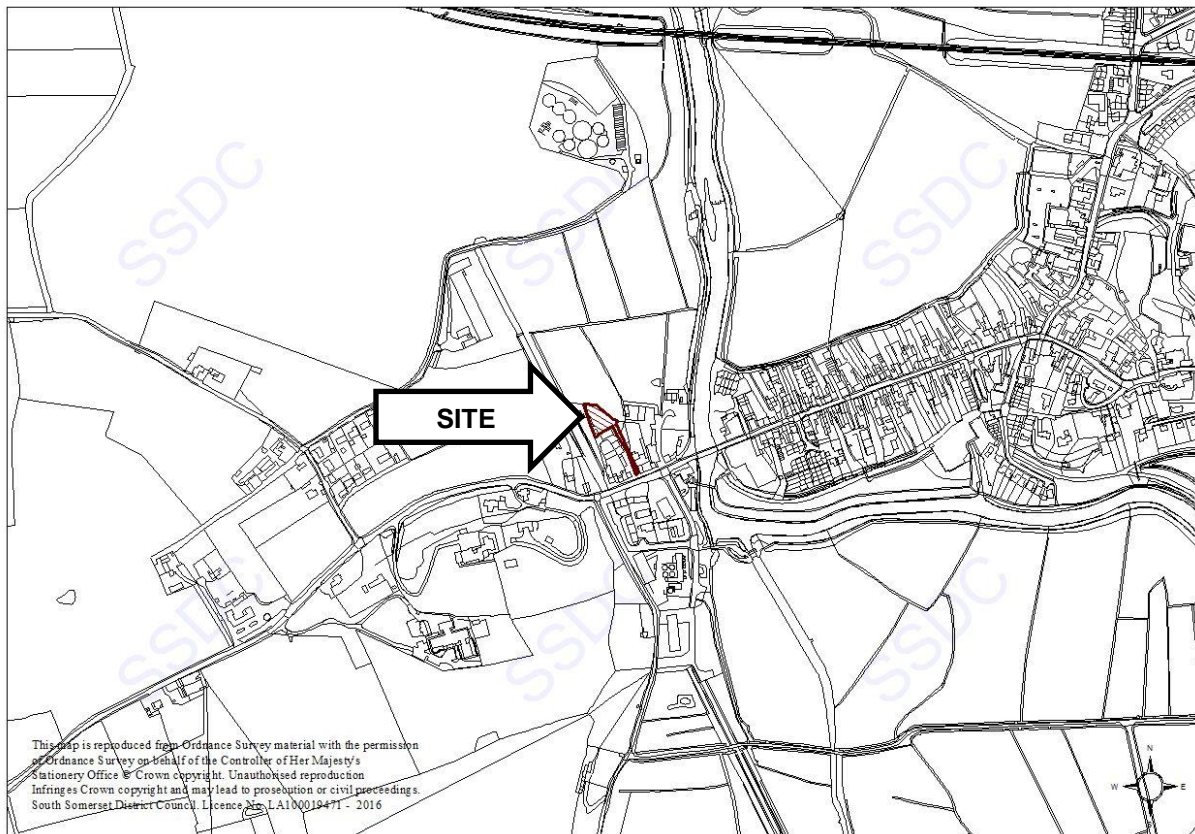 SSDC
SSDC
SSDC
SITE
SSDC
SSDC
SSDC
This map is reproduced from Ordnance Survey material with the permission
of Ordnance Survey on behalf of the Controller of Her Majesty's
Stationery Office © Crown copyright. Unauthorised reproduction
Infringes Crown copyright and may lead to prosecution or civil proceedings.
South Somerset District Council. Licence No. LA100019471 - 2016
N
W
E